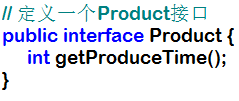 // 定义一个Product接口
public interface Product {
    int getProduceTime();
}